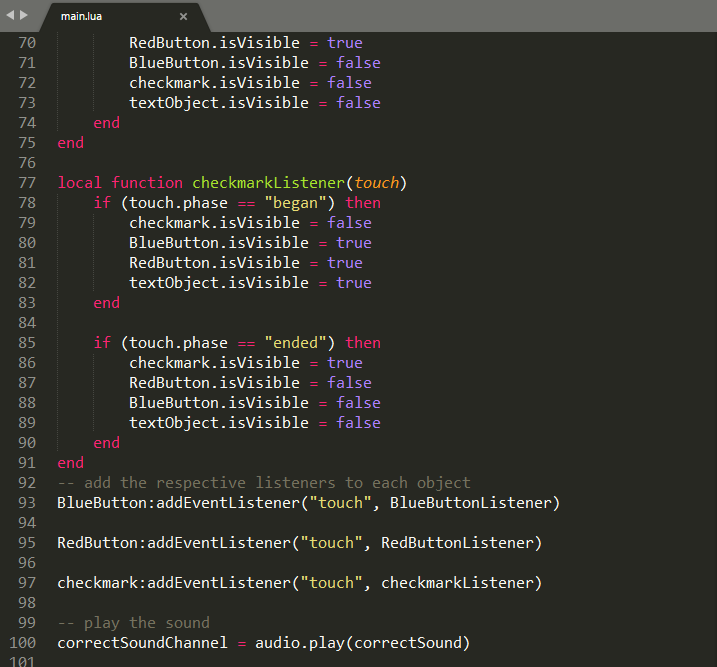 main.lua
70 RedButton.isVisible = true
71 BlueButton.isVisible = false
72 checkmark.isVisible = false
73 textObject.isVisible = false
74 end
75 end
76
77 local function checkmarkListener(touch)
78 if (touch.phase == "began") then
79 checkmark.isVisible = false
80 BlueButton.isVisible = true
81 RedButton.isVisible = true
82 textObject.isVisible = true
83 end
84
85 if (touch.phase == "ended") then
86 checkmark.isVisible = true
87 RedButton.isVisible = false
88 BlueButton.isVisible = false
89 textObject.isVisible = false
90 end
91 end
92 -- add the respective listeners to each object
93 BlueButton:addEventListener("touch", BlueButtonListener)
94
95 RedButton:addEventListener("touch", RedButtonListener)
96
97 checkmark:addEventListener("touch", checkmarkListener)
98
99 -- play the sound
100 correctSoundChannel = audio.play(correctSound)
101